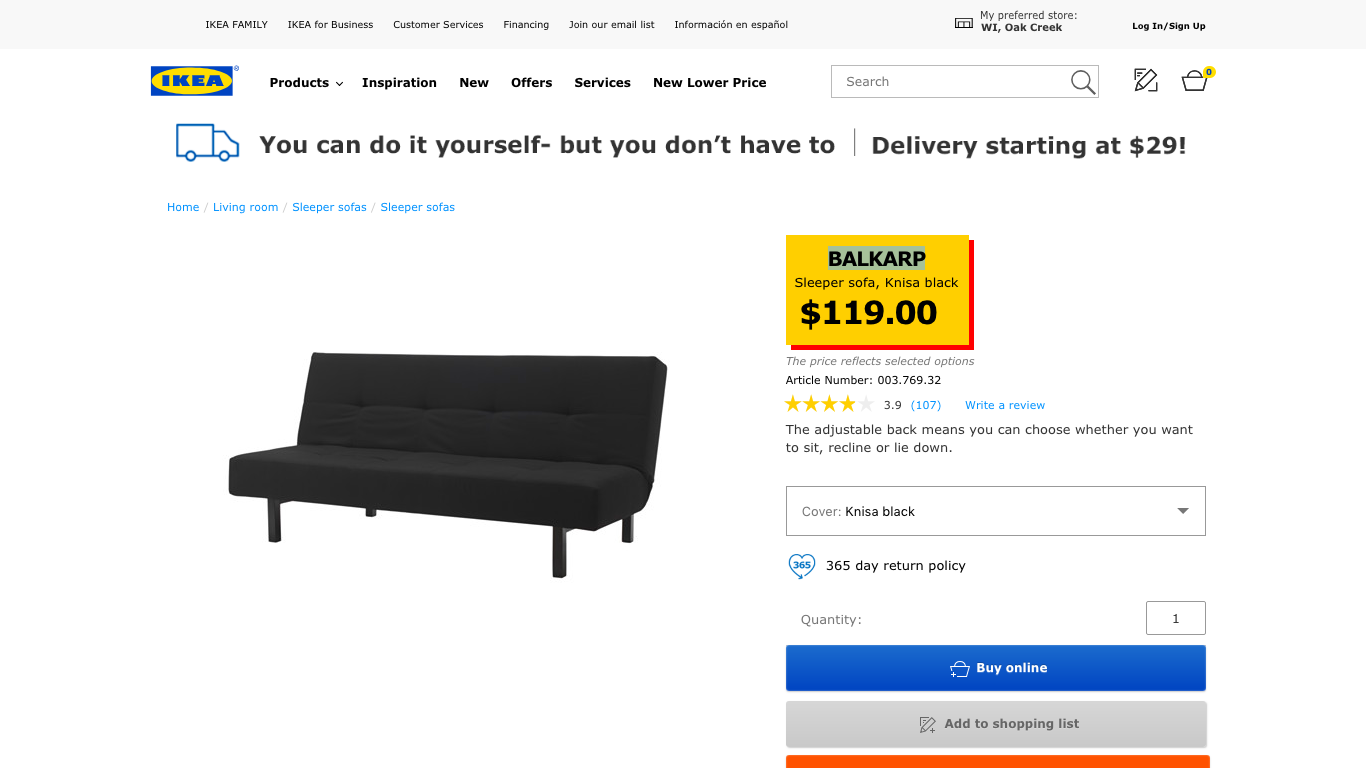 IKEA FAMILY IKEA for Business Customer Services Financing Join our email list Información en español
My preferred store:
WI, Oak Creek
Log In/Sign Up
IKEA®
Products Inspiration New Offers Services New Lower Price
Search
0
You can do it yourself- but you don’t have to Delivery starting at $29!
Home / Living room / Sleeper sofas / Sleeper sofas
BALKARP
Sleeper sofa, Knisa black
$119.00
The price reflects selected options
Article Number: 003.769.32
3.9 (107) Write a review
The adjustable back means you can choose whether you want
to sit, recline or lie down.
Cover: Knisa black
365 365 day return policy
Quantity: 1
Buy online
Add to shopping list